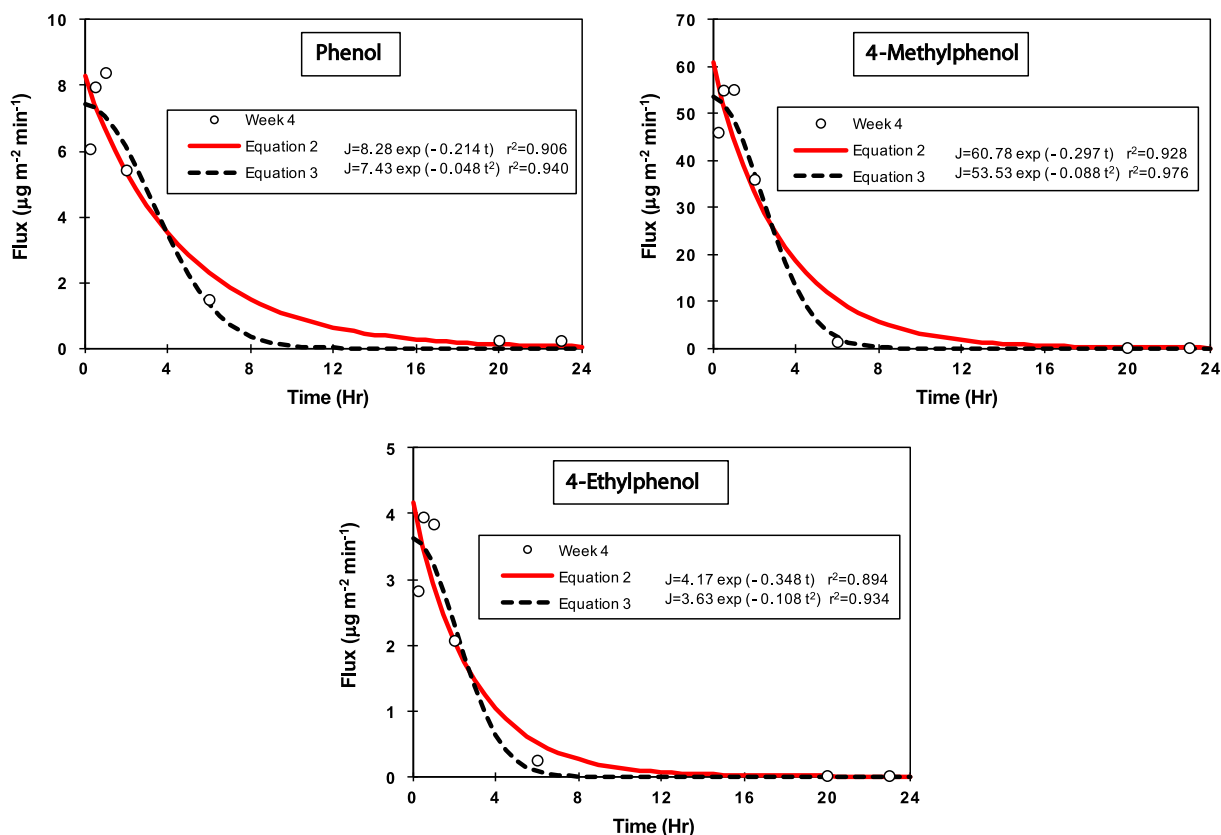 Phenol
Flux (μg m⁻² min⁻¹)
10
8
6
4
2
0
Week 4
Equation 2 J=8.28 exp (-0.214 t) r²=0.906
Equation 3 J=7.43 exp (-0.048 t²) r²=0.940
0 4 8 12 16 20 24
Time (Hr)
4-Methylphenol
Flux (μg m⁻² min⁻¹)
70
60
50
40
30
20
10
0
Week 4
Equation 2 J=60.78 exp (-0.297 t) r²=0.928
Equation 3 J=53.53 exp (-0.088 t²) r²=0.976
0 4 8 12 16 20 24
Time (Hr)
4-Ethylphenol
Flux (μg m⁻² min⁻¹)
5
4
3
2
1
0
Week 4
Equation 2 J=4.17 exp (-0.348 t) r²=0.894
Equation 3 J=3.63 exp (-0.108 t²) r²=0.934
0 4 8 12 16 20 24
Time (Hr)